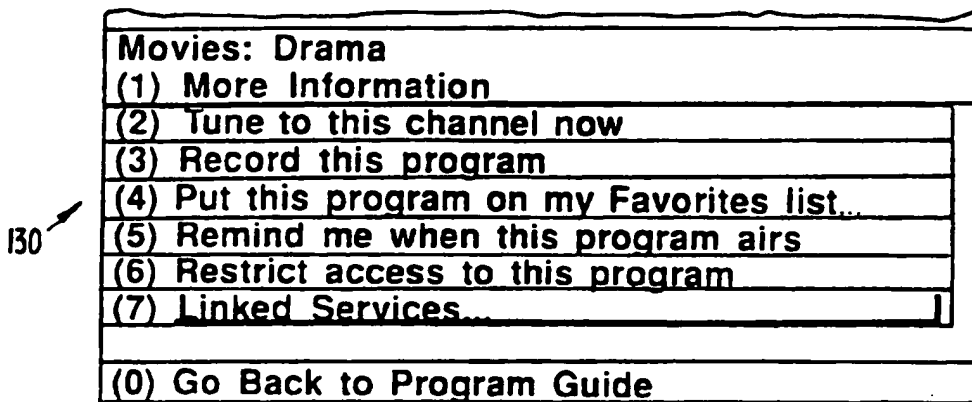 Movies: Drama
(1) More Information
(2) Tune to this channel now
(3) Record this program
(4) Put this program on my Favorites list...
(5) Remind me when this program airs
(6) Restrict access to this program
(7) Linked Services...
(0) Go Back to Program Guide
130